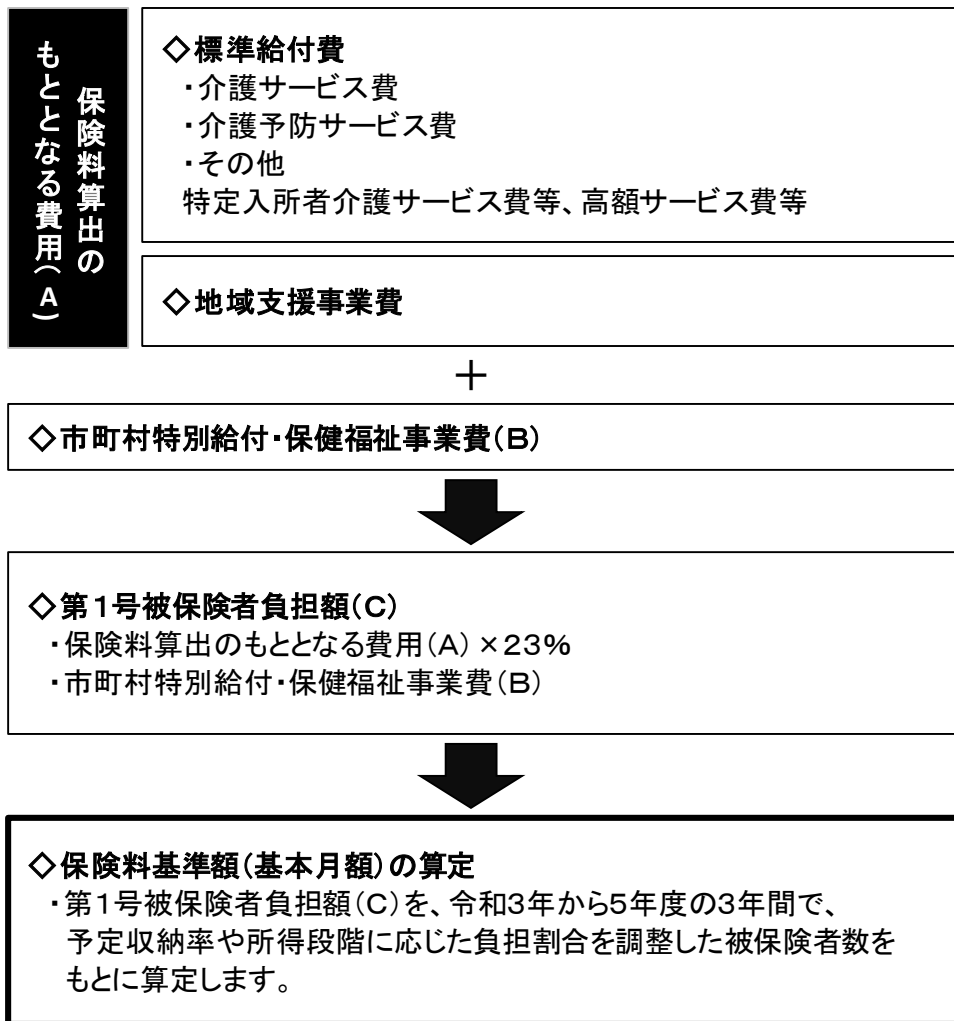 保険料算出の
もととなる費用(A)
◇標準給付費
・介護サービス費
・介護予防サービス費
・その他
特定入所者介護サービス費等、高額サービス費等
◇地域支援事業費
＋
◇市町村特別給付・保健福祉事業費(B)
◇第1号被保険者負担額(C)
・保険料算出のもととなる費用(A)×23%
・市町村特別給付・保健福祉事業費(B)
◇保険料基準額(基本月額)の算定
・第1号被保険者負担額(C)を、令和3年から5年度の3年間で、
予定収納率や所得段階に応じた負担割合を調整した被保険者数を
もとに算定します。